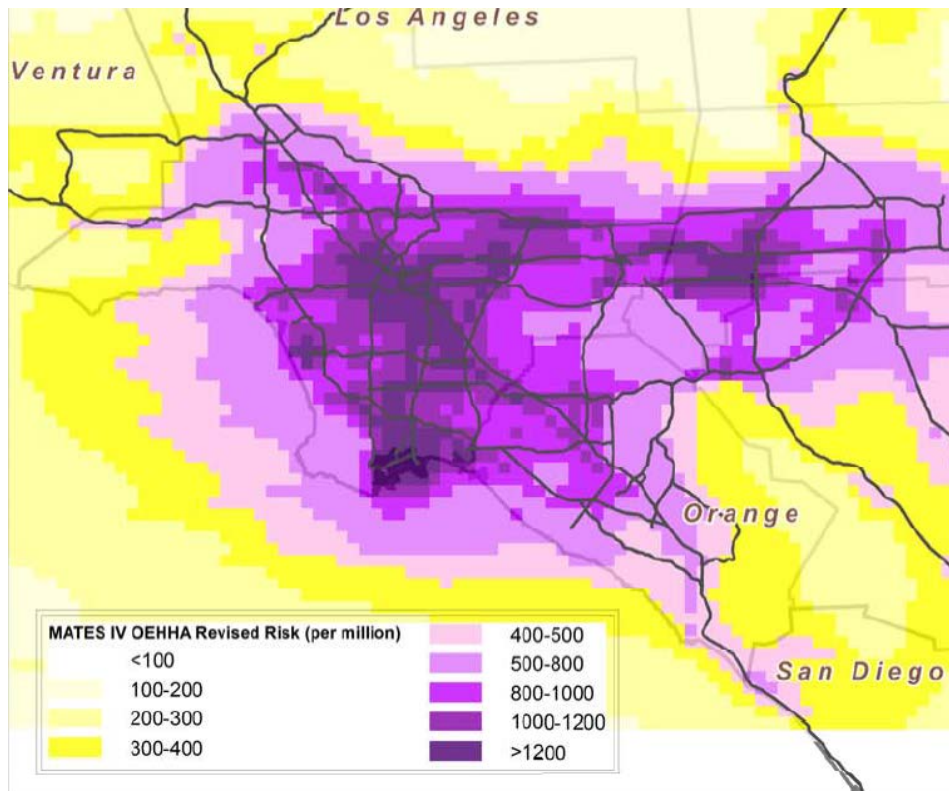 Los Angeles
Ventura
Orange
San Diego
MATES IV OEHHA Revised Risk (per million)
<100
100-200
200-300
300-400
400-500
500-800
800-1000
1000-1200
>1200